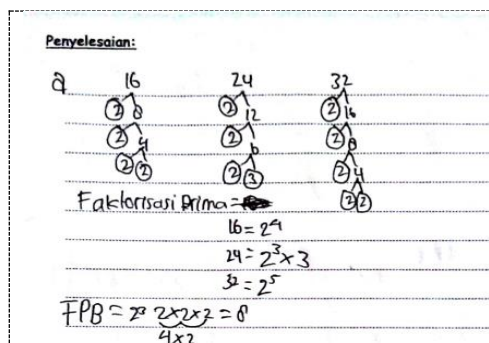 Penyelesaian:
a 16 24 32
2 8 2 12 2 16
2 4 2 6 2 8
2 2 2 3 2 4
2 2
Faktorisasi Prima =
16 = 2⁴
24 = 2³ × 3
32 = 2⁵
FPB = 2³ 2×2×2 = 8
4×2